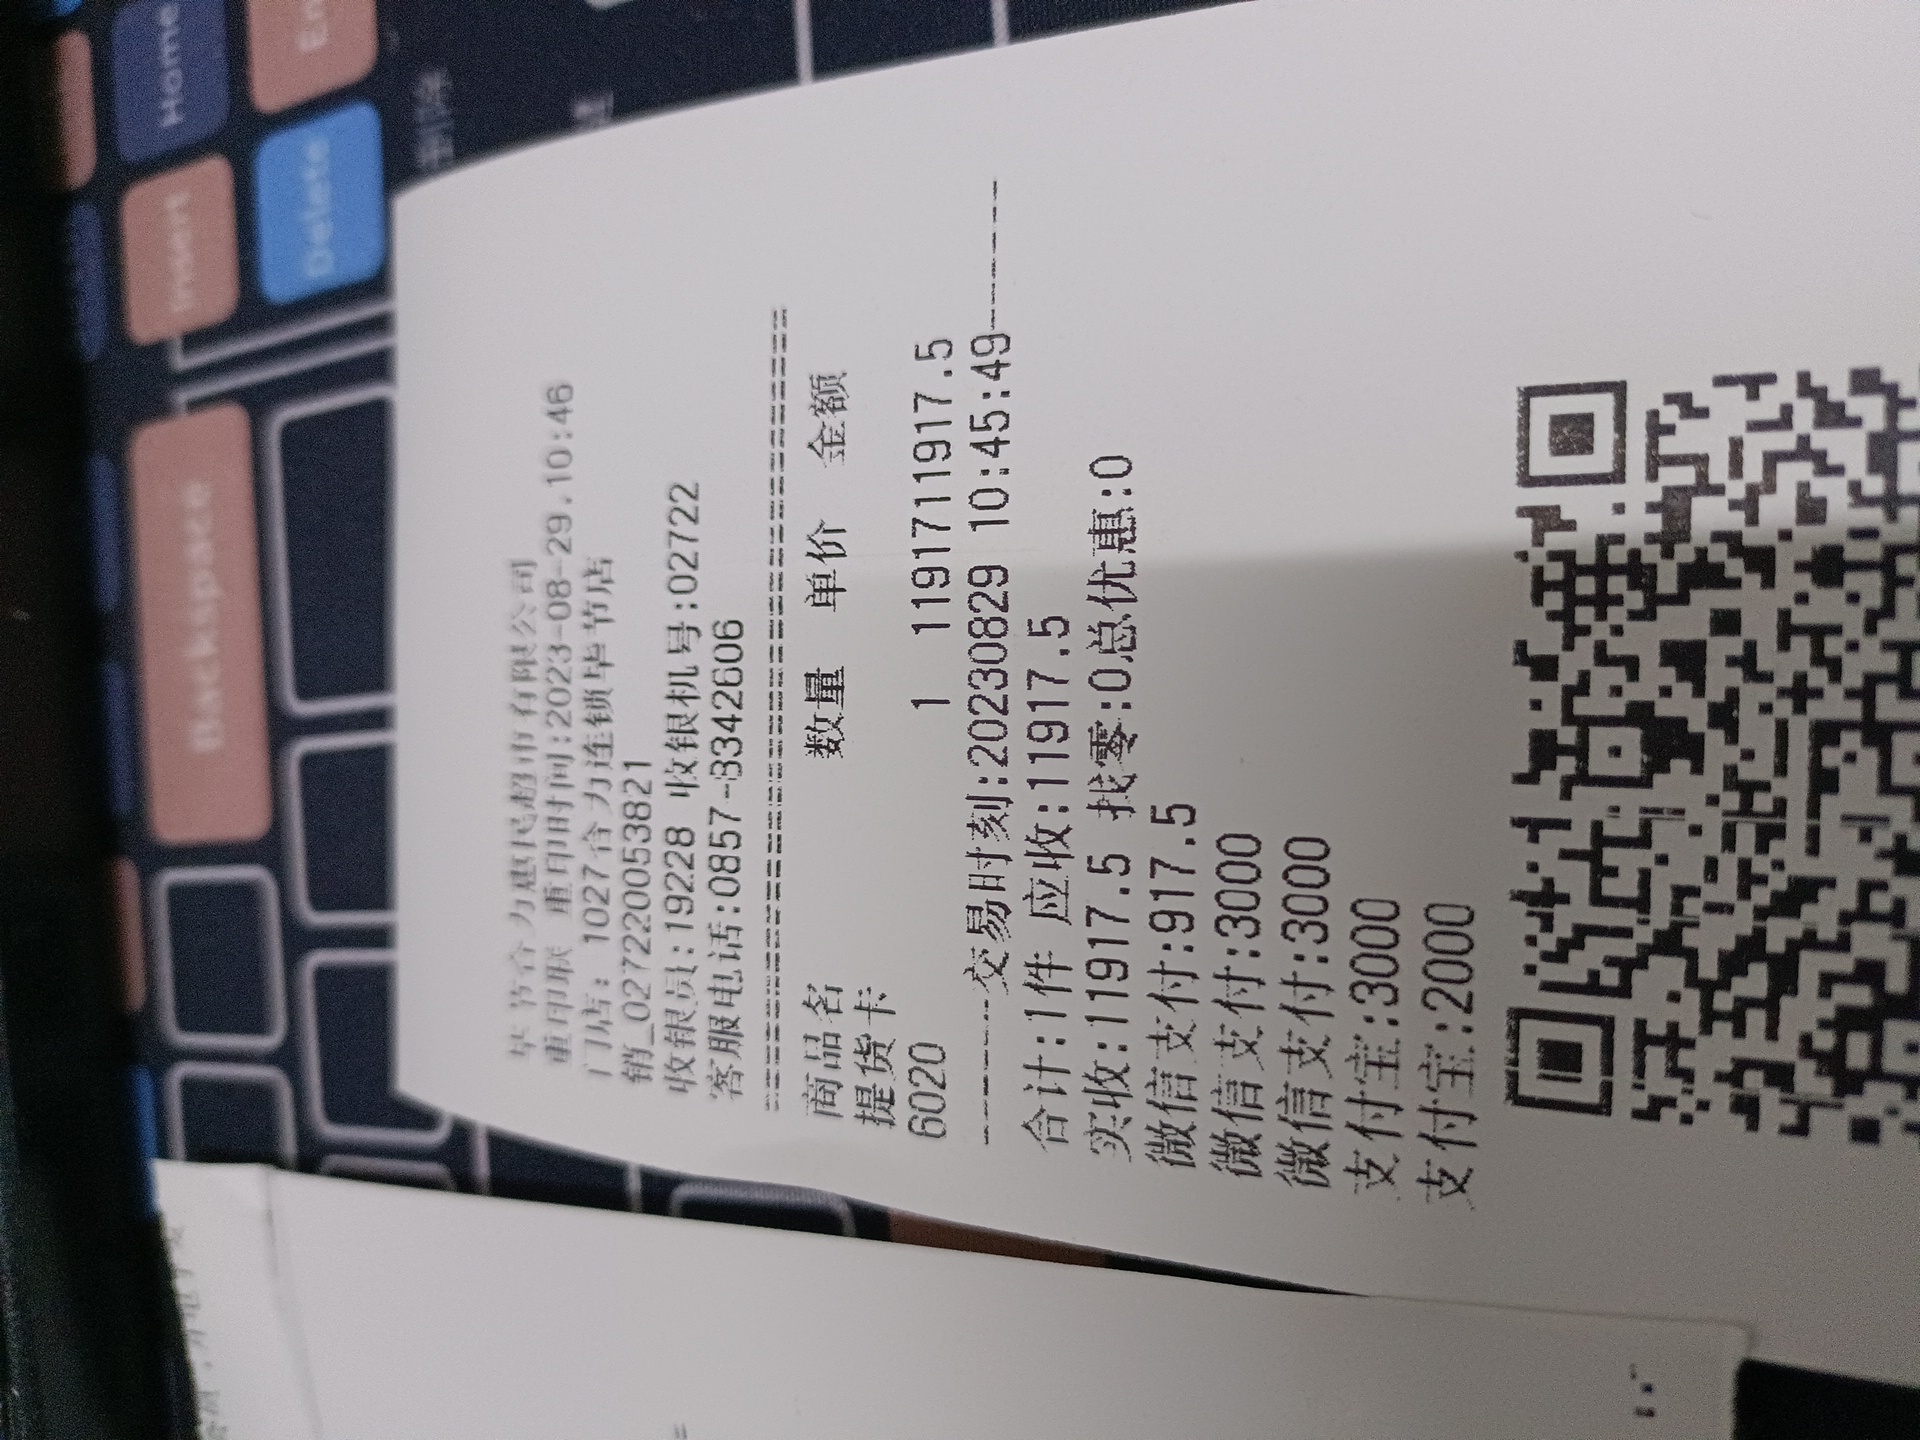 毕节合力惠民超市有限公司
重印联 重印时间:2023-08-29.10:46
门店: 1027合力连锁毕节店
销_027220053821
收银员:19228 收银机号:02722
客服电话:0857-8342606
商品名 数量 单价 金额
提货卡
6020 1 1191711917.5
交易时刻:20230829 10:45:49
合计:1件 应收:11917.5
实收:11917.5 找零:0总优惠:0
微信支付:917.5
微信支付:3000
微信支付:3000
支付宝:3000
支付宝:2000
Home
Insert
Delete
删除
Backspace